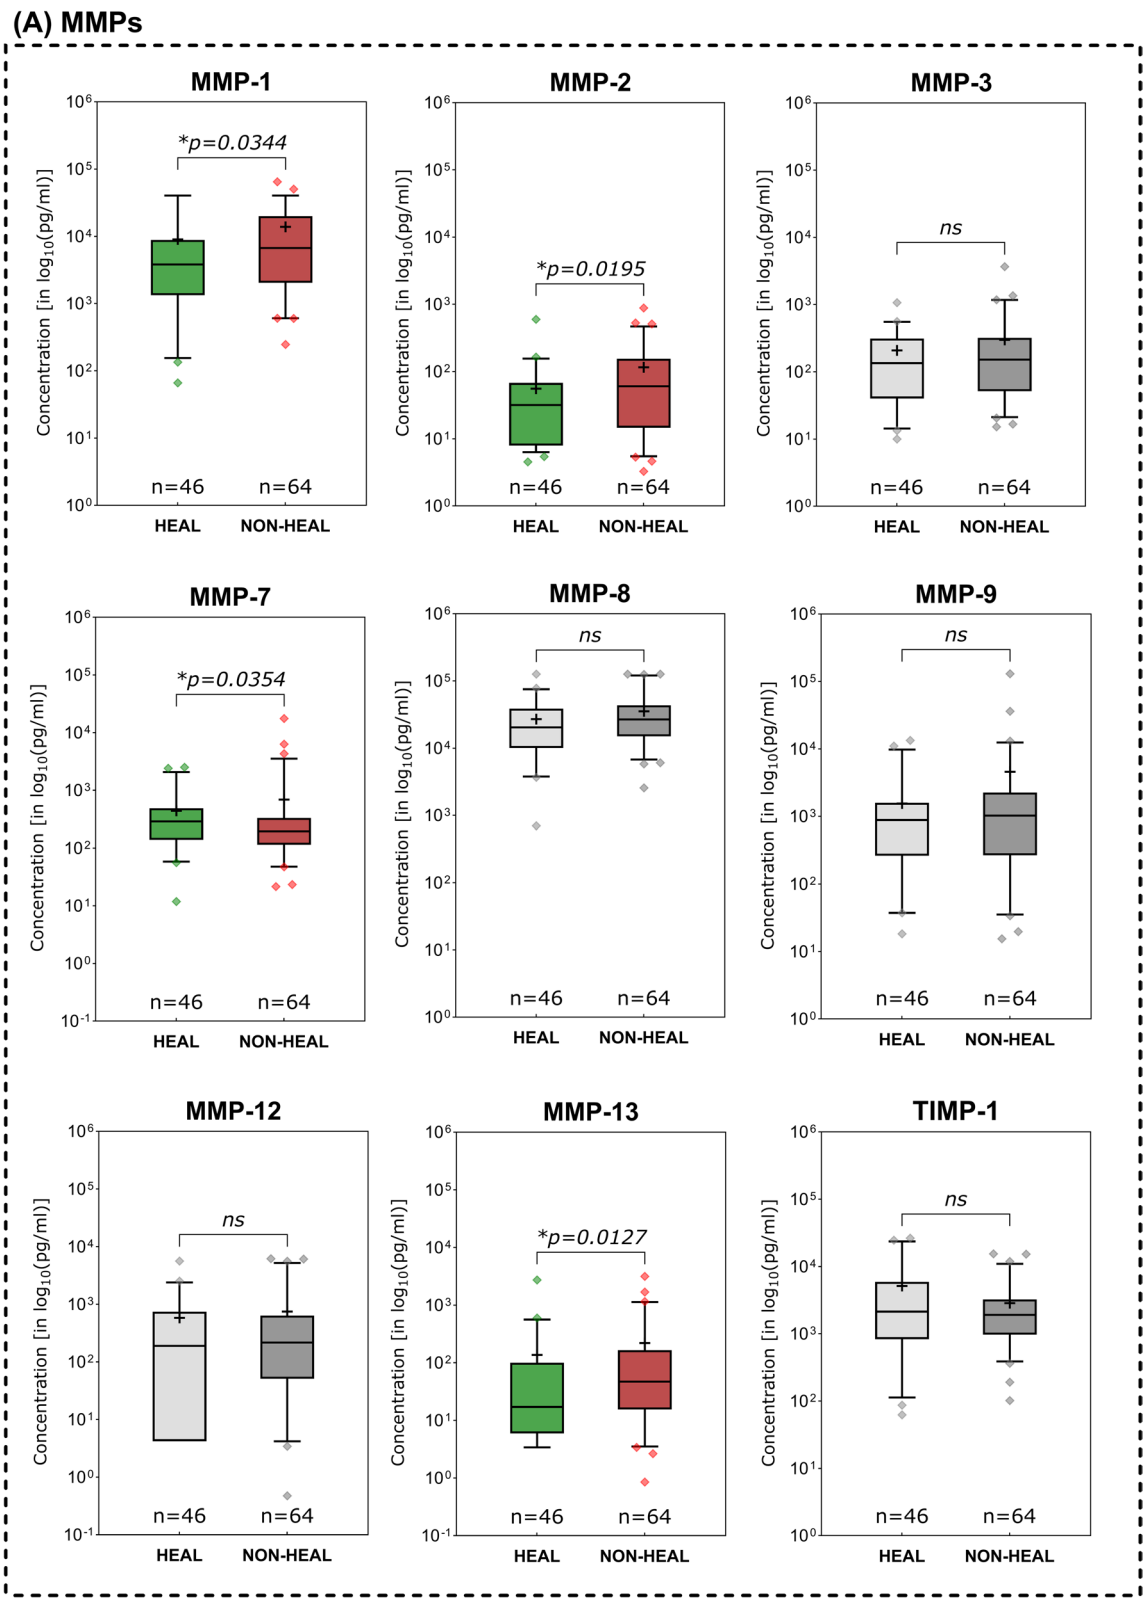 (A) MMPs
MMP-1
Concentration [in log₁₀(pg/ml)]
10⁶
10⁵
10⁴
10³
10²
10¹
10⁰
*p=0.0344
n=46
n=64
HEAL
NON-HEAL
MMP-2
Concentration [in log₁₀(pg/ml)]
10⁶
10⁵
10⁴
10³
10²
10¹
10⁰
*p=0.0195
n=46
n=64
HEAL
NON-HEAL
MMP-3
Concentration [in log₁₀(pg/ml)]
10⁶
10⁵
10⁴
10³
10²
10¹
10⁰
ns
n=46
n=64
HEAL
NON-HEAL
MMP-7
Concentration [in log₁₀(pg/ml)]
10⁶
10⁵
10⁴
10³
10²
10¹
10⁰
10⁻¹
*p=0.0354
n=46
n=64
HEAL
NON-HEAL
MMP-8
Concentration [in log₁₀(pg/ml)]
10⁶
10⁵
10⁴
10³
10²
10¹
10⁰
ns
n=46
n=64
HEAL
NON-HEAL
MMP-9
Concentration [in log₁₀(pg/ml)]
10⁶
10⁵
10⁴
10³
10²
10¹
10⁰
ns
n=46
n=64
HEAL
NON-HEAL
MMP-12
Concentration [in log₁₀(pg/ml)]
10⁶
10⁵
10⁴
10³
10²
10¹
10⁰
10⁻¹
ns
n=46
n=64
HEAL
NON-HEAL
MMP-13
Concentration [in log₁₀(pg/ml)]
10⁶
10⁵
10⁴
10³
10²
10¹
10⁰
10⁻¹
*p=0.0127
n=46
n=64
HEAL
NON-HEAL
TIMP-1
Concentration [in log₁₀(pg/ml)]
10⁶
10⁵
10⁴
10³
10²
10¹
10⁰
ns
n=46
n=64
HEAL
NON-HEAL